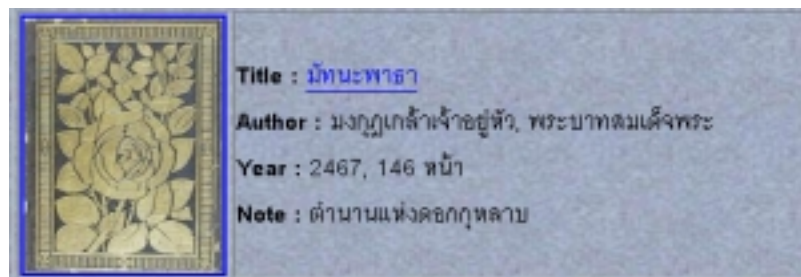 Title : มัทนะพาธา
Author : มงกุฎเกล้าเจ้าอยู่หัว, พระบาทสมเด็จพระ
Year : 2467, 146 หน้า
Note : ตำนานแห่งดอกกุหลาบ